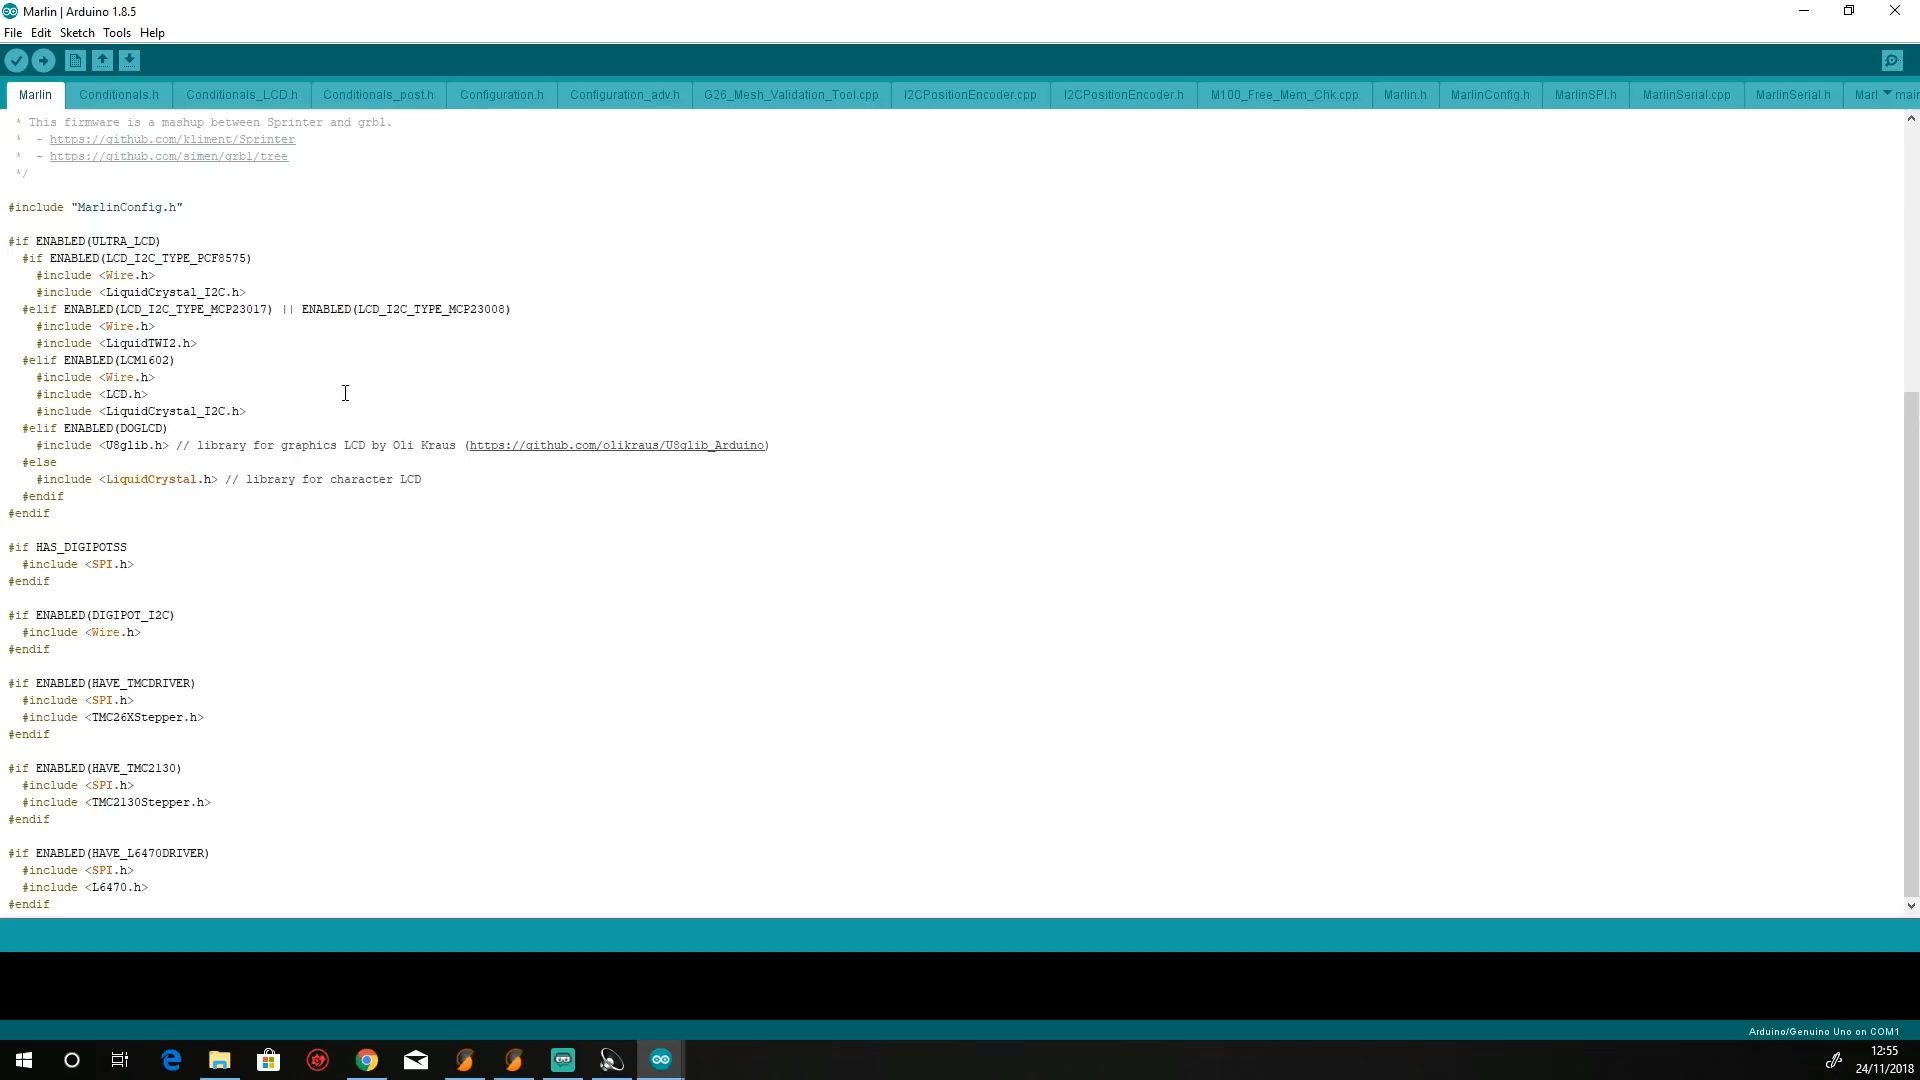 Marlin | Arduino 1.8.5
File Edit Sketch Tools Help
Marlin Conditionals.h Conditionals_LCD.h Conditionals_post.h Configuration.h Configuration_adv.h G26_Mesh_Validation_Tool.cpp I2CPositionEncoder.cpp I2CPositionEncoder.h M100_Free_Mem_Chk.cpp Marlin.h MarlinConfig.h MarlinSPI.h MarlinSerial.cpp MarlinSerial.h Marl main
* This firmware is a mashup between Sprinter and grbl.
* - https://github.com/kliment/Sprinter
* - https://github.com/simen/grbl/tree
*/
#include "MarlinConfig.h"
#if ENABLED(ULTRA_LCD)
#if ENABLED(LCD_I2C_TYPE_PCF8575)
#include <Wire.h>
#include <LiquidCrystal_I2C.h>
#elif ENABLED(LCD_I2C_TYPE_MCP23017) || ENABLED(LCD_I2C_TYPE_MCP23008)
#include <Wire.h>
#include <LiquidTWI2.h>
#elif ENABLED(LCM1602)
#include <Wire.h>
#include <LCD.h>
#include <LiquidCrystal_I2C.h>
#elif ENABLED(DOGLCD)
#include <U8glib.h> // library for graphics LCD by Oli Kraus (https://github.com/olikraus/U8glib_Arduino)
#else
#include <LiquidCrystal.h> // library for character LCD
#endif
#endif
#if HAS_DIGIPOTSS
#include <SPI.h>
#endif
#if ENABLED(DIGIPOT_I2C)
#include <Wire.h>
#endif
#if ENABLED(HAVE_TMCDRIVER)
#include <SPI.h>
#include <TMC26XStepper.h>
#endif
#if ENABLED(HAVE_TMC2130)
#include <SPI.h>
#include <TMC2130Stepper.h>
#endif
#if ENABLED(HAVE_L6470DRIVER)
#include <SPI.h>
#include <L6470.h>
#endif
Arduino/Genuino Uno on COM1
12:55
24/11/2018